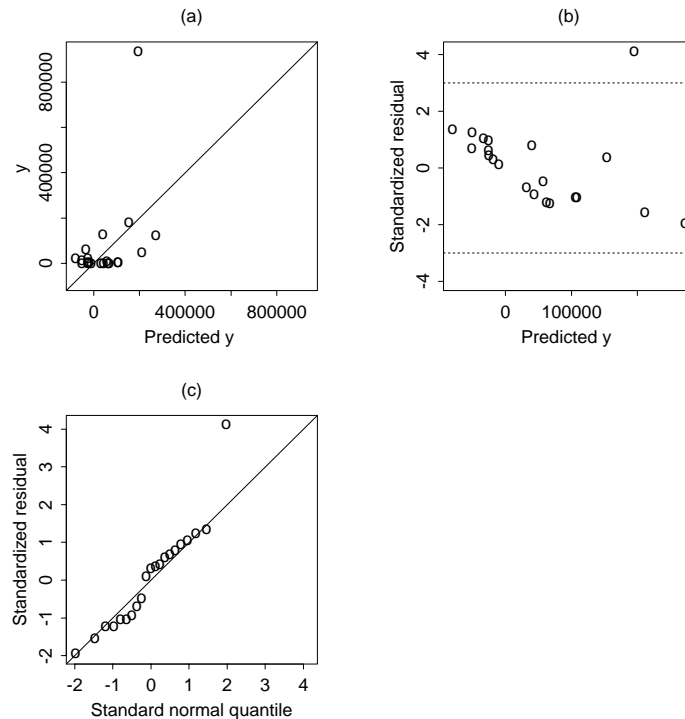 (a)
800000
400000
0
y
0 400000 800000
Predicted y
(b)
4
2
0
-2
-4
Standardized residual
0 100000
Predicted y
(c)
4
3
2
1
0
-1
-2
Standardized residual
-2 -1 0 1 2 3 4
Standard normal quantile